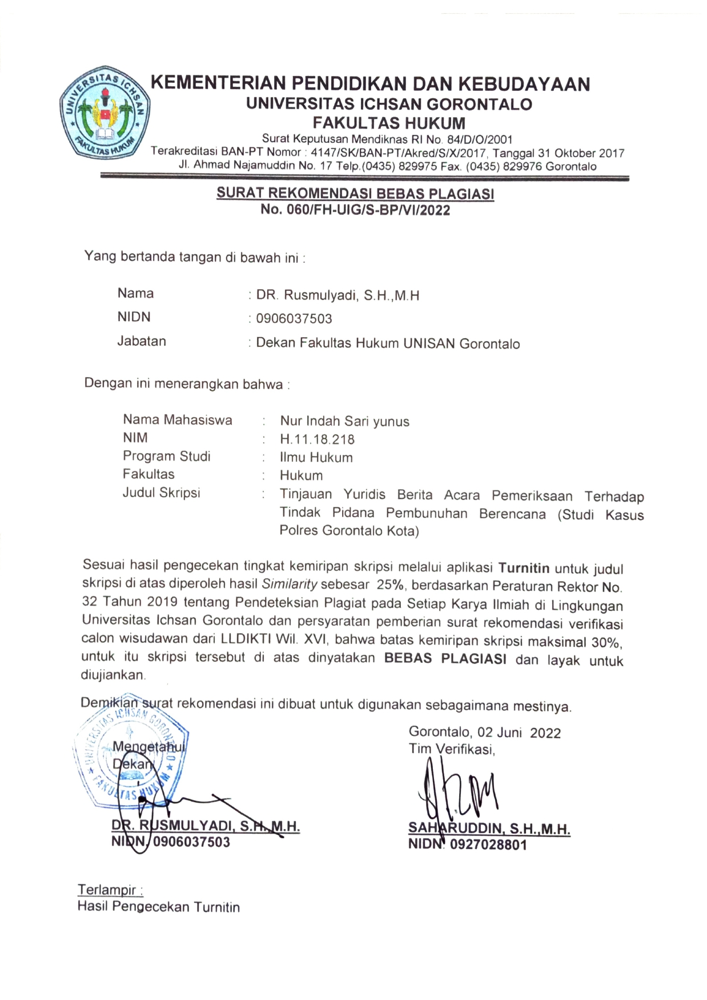 UNIVERSITAS ICHSAN
FAKULTAS HUKUM
KEMENTERIAN PENDIDIKAN DAN KEBUDAYAAN
UNIVERSITAS ICHSAN GORONTALO
FAKULTAS HUKUM
Surat Keputusan Mendiknas RI No. 84/D/O/2001
Terakreditasi BAN-PT Nomor : 4147/SK/BAN-PT/Akred/S/X/2017, Tanggal 31 Oktober 2017
Jl. Ahmad Najamuddin No. 17 Telp.(0435) 829975 Fax. (0435) 829976 Gorontalo
SURAT REKOMENDASI BEBAS PLAGIASI
No. 060/FH-UIG/S-BP/VI/2022
Yang bertanda tangan di bawah ini :
Nama : DR. Rusmulyadi, S.H.,M.H
NIDN : 0906037503
Jabatan : Dekan Fakultas Hukum UNISAN Gorontalo
Dengan ini menerangkan bahwa :
Nama Mahasiswa : Nur Indah Sari yunus
NIM : H.11.18.218
Program Studi : Ilmu Hukum
Fakultas : Hukum
Judul Skripsi : Tinjauan Yuridis Berita Acara Pemeriksaan Terhadap
Tindak Pidana Pembunuhan Berencana (Studi Kasus
Polres Gorontalo Kota)
Sesuai hasil pengecekan tingkat kemiripan skripsi melalui aplikasi Turnitin untuk judul
skripsi di atas diperoleh hasil Similarity sebesar 25%, berdasarkan Peraturan Rektor No.
32 Tahun 2019 tentang Pendeteksian Plagiat pada Setiap Karya Ilmiah di Lingkungan
Universitas Ichsan Gorontalo dan persyaratan pemberian surat rekomendasi verifikasi
calon wisudawan dari LLDIKTI Wil. XVI, bahwa batas kemiripan skripsi maksimal 30%,
untuk itu skripsi tersebut di atas dinyatakan BEBAS PLAGIASI dan layak untuk
diujiankan.
Demikian surat rekomendasi ini dibuat untuk digunakan sebagaimana mestinya.
Gorontalo, 02 Juni 2022
Tim Verifikasi,
Mengetahui
Dekan
UNIVERSITAS ICHSAN GORONTALO
FAKULTAS HUKUM
DR. RUSMULYADI, S.H. M.H.
NIDN. 0906037503
SAHARUDDIN, S.H.,M.H.
NIDN. 0927028801
Terlampir :
Hasil Pengecekan Turnitin